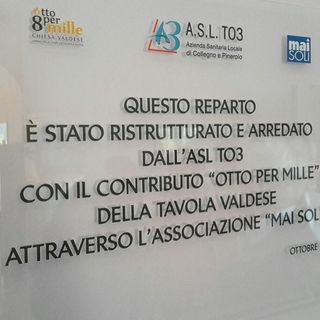 otto
8 per
mille
CHIESA VALDESE
A.S.L. TO3
Azienda Sanitaria Locale
di Collegno e Pinerolo
mai
SOLI
QUESTO REPARTO
È STATO RISTRUTTURATO E ARREDATO
DALL'ASL TO3
CON IL CONTRIBUTO "OTTO PER MILLE"
DELLA TAVOLA VALDESE
ATTRAVERSO L'ASSOCIAZIONE "MAI SOL
OTTOBRE